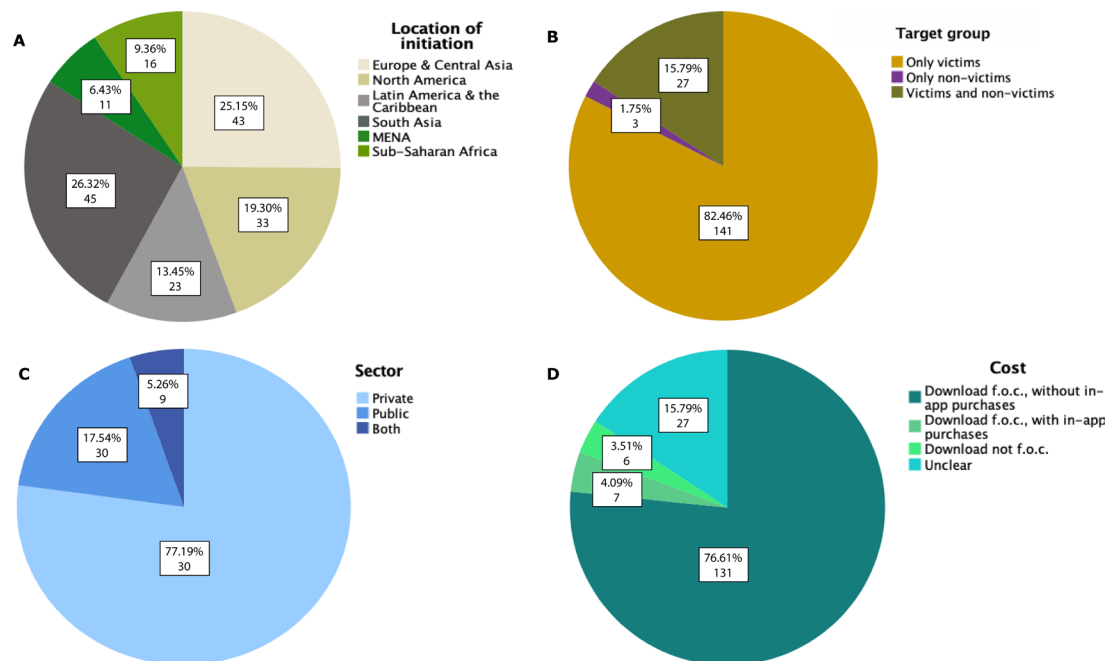 A
Location of
initiation
Europe & Central Asia
North America
Latin America & the
Caribbean
South Asia
MENA
Sub-Saharan Africa
9.36%
16
6.43%
11
25.15%
43
26.32%
45
19.30%
33
13.45%
23
B
Target group
Only victims
Only non-victims
Victims and non-victims
15.79%
27
1.75%
3
82.46%
141
C
Sector
Private
Public
Both
5.26%
9
17.54%
30
77.19%
30
D
Cost
Download f.o.c., without in-
app purchases
Download f.o.c., with in-app
purchases
Download not f.o.c.
Unclear
15.79%
27
3.51%
6
4.09%
7
76.61%
131